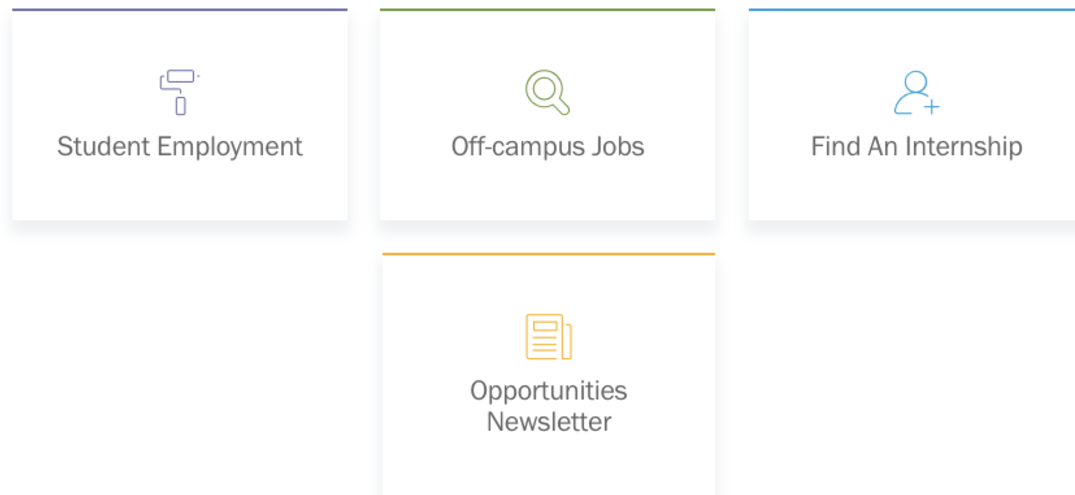 Student Employment
Off-campus Jobs
Find An Internship
Opportunities
Newsletter